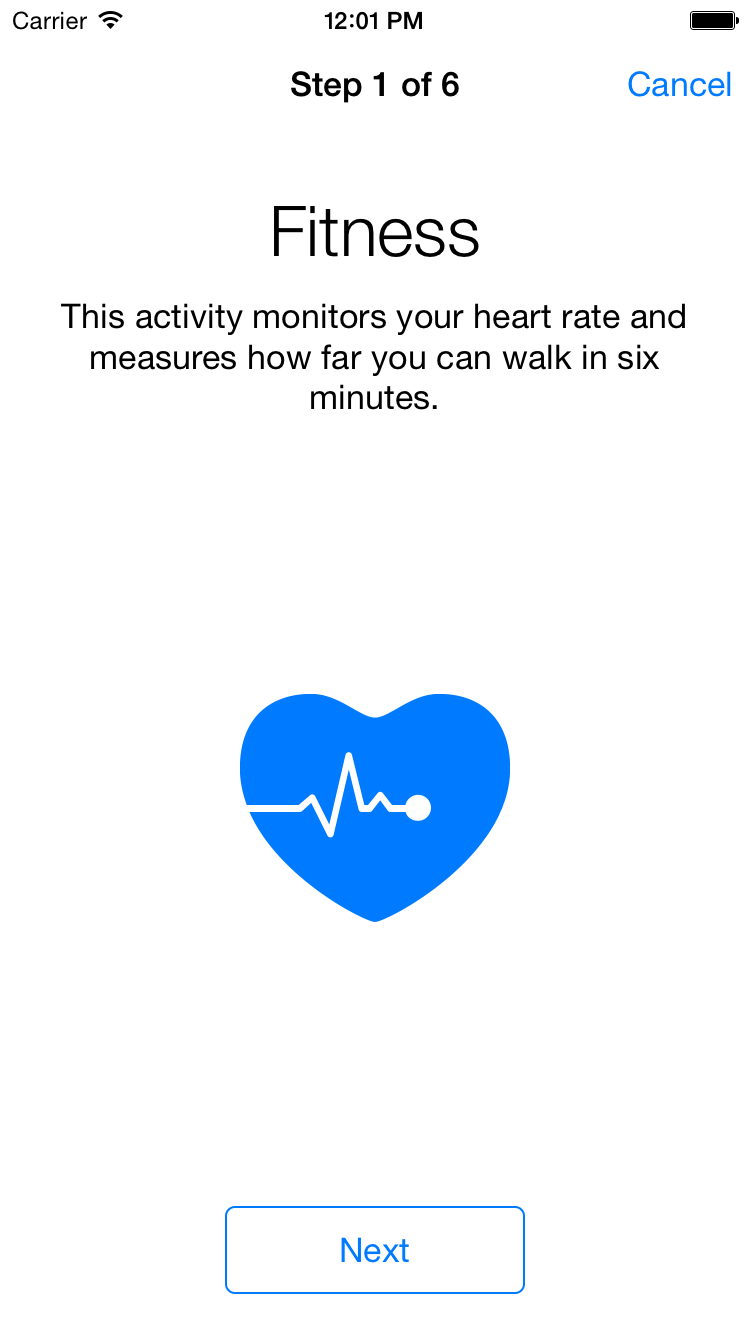 Carrier 12:01 PM
Step 1 of 6 Cancel
Fitness
This activity monitors your heart rate and
measures how far you can walk in six
minutes.
Next